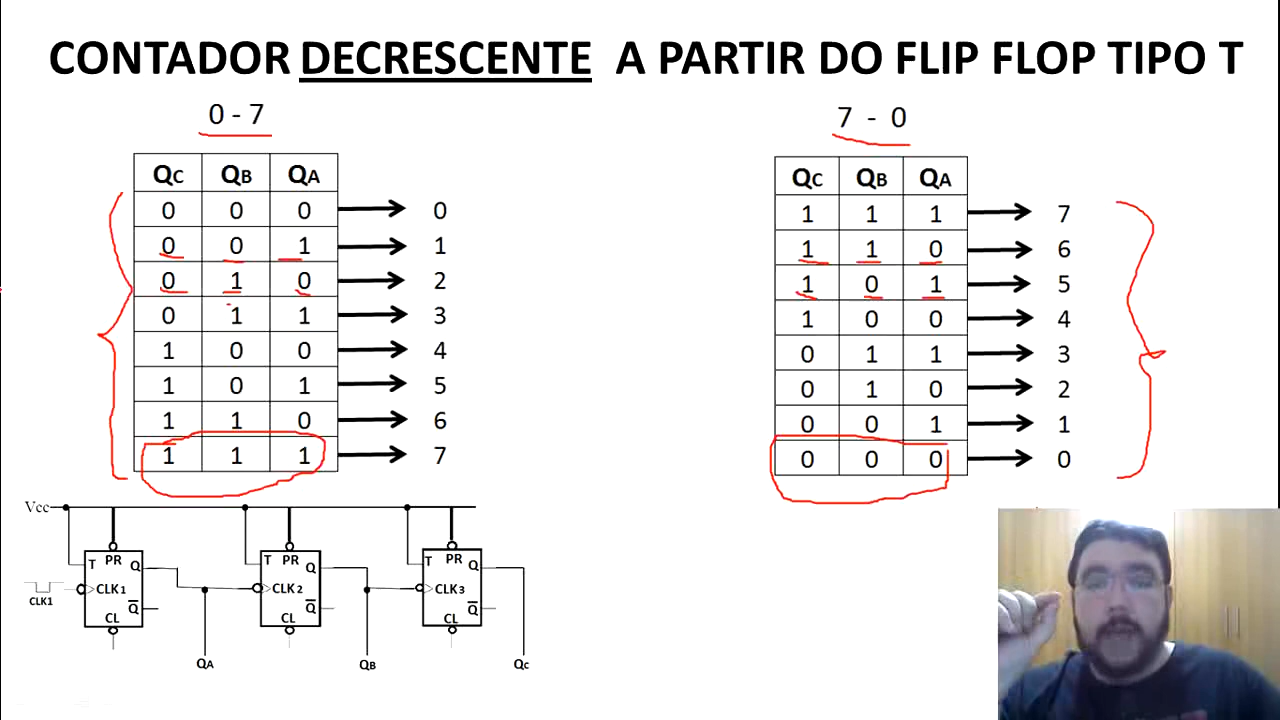 CONTADOR DECRESCENTE A PARTIR DO FLIP FLOP TIPO T
0 - 7
QC QB QA
0 0 0 0
0 0 1 1
0 1 0 2
0 1 1 3
1 0 0 4
1 0 1 5
1 1 0 6
1 1 1 7
7 - 0
QC QB QA
1 1 1 7
1 1 0 6
1 0 1 5
1 0 0 4
0 1 1 3
0 1 0 2
0 0 1 1
0 0 0 0
Vcc
T PR Q T PR Q T PR Q
CLK1 CLK1 CLK2 CLK3
Q Q Q
CL CL CL
QA QB QC